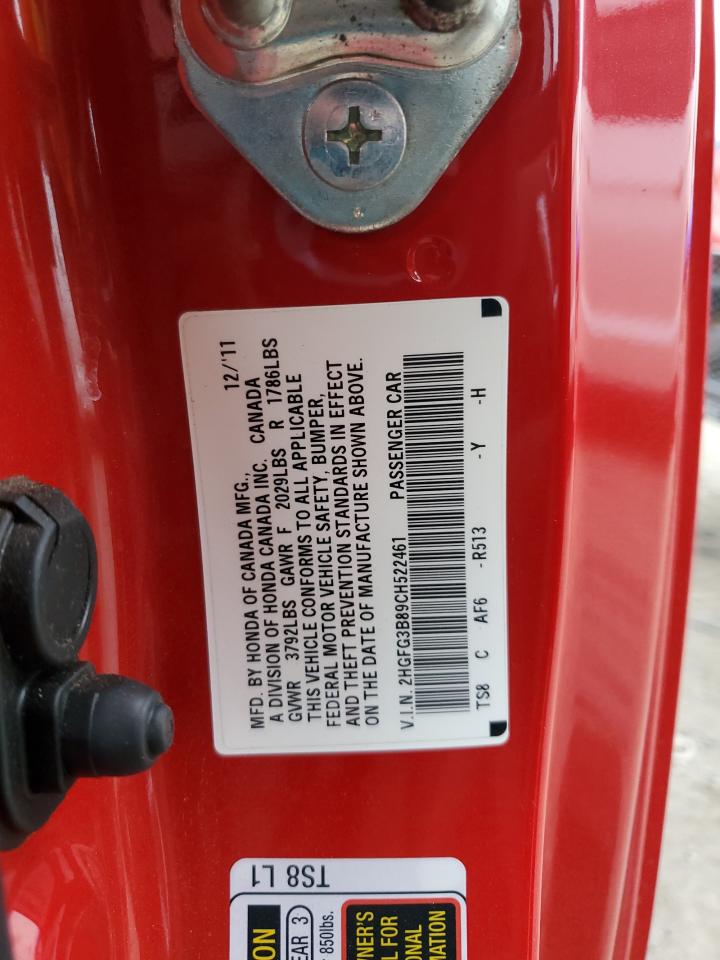 MFD. BY HONDA OF CANADA MFG., 12/'11
A DIVISION OF HONDA CANADA INC. CANADA
GVWR 3792LBS GAWR F 2029LBS R 1786LBS
THIS VEHICLE CONFORMS TO ALL APPLICABLE
FEDERAL MOTOR VEHICLE SAFETY, BUMPER,
AND THEFT PREVENTION STANDARDS IN EFFECT
ON THE DATE OF MANUFACTURE SHOWN ABOVE.
V.I.N. 2HGFG3B89CH522461 PASSENGER CAR
TS8 C AF6 -R513 -Y -H
TS8 L1
3
850lbs.